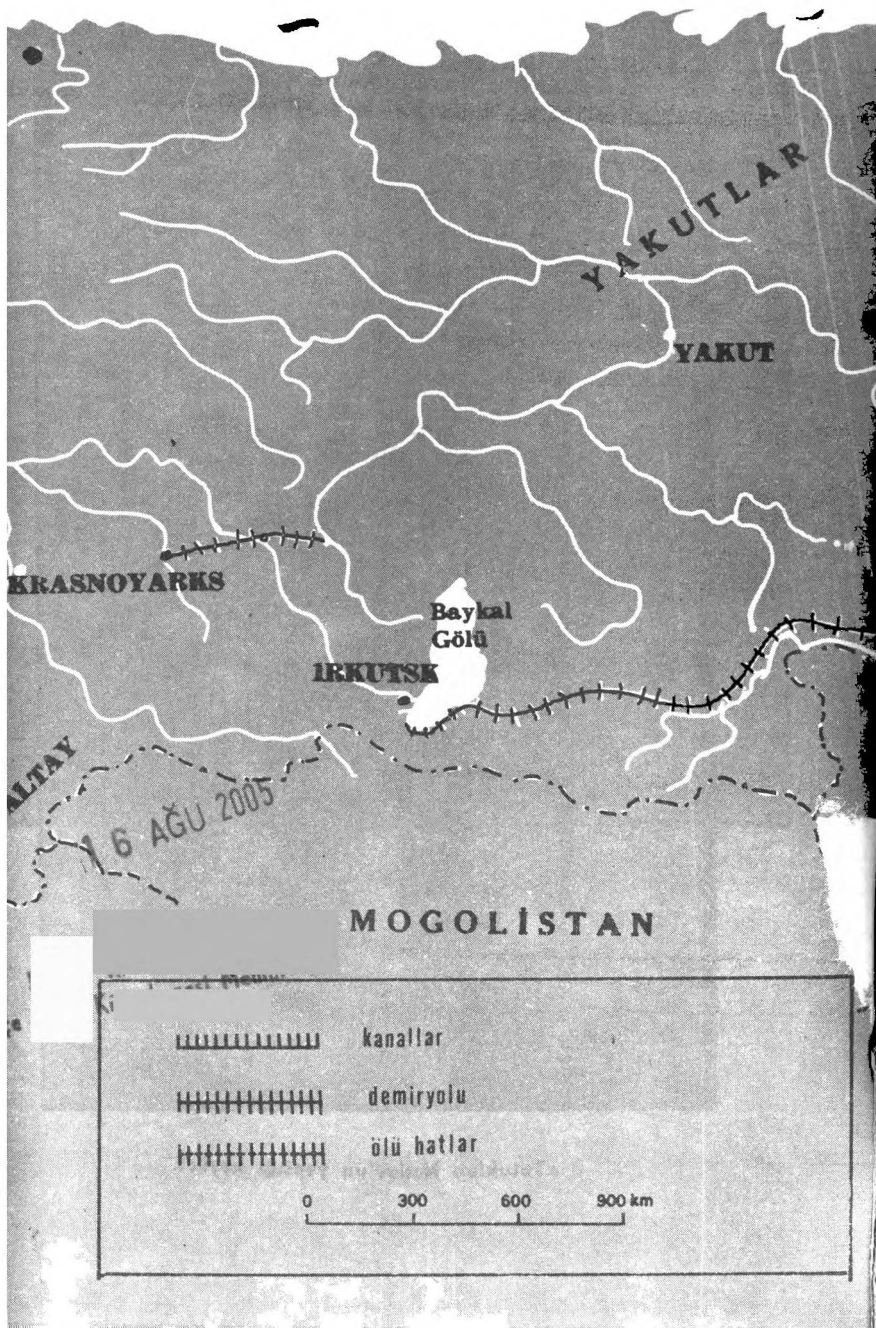 YAKUTLAR
YAKUT
KRASNOYARKS
Baykal
Gölü
IRKUTSK
ALTAY
16 AĞU 2005
MOGOLİSTAN
kanallar
demiryolu
ölü hatlar
0 300 600 900 km